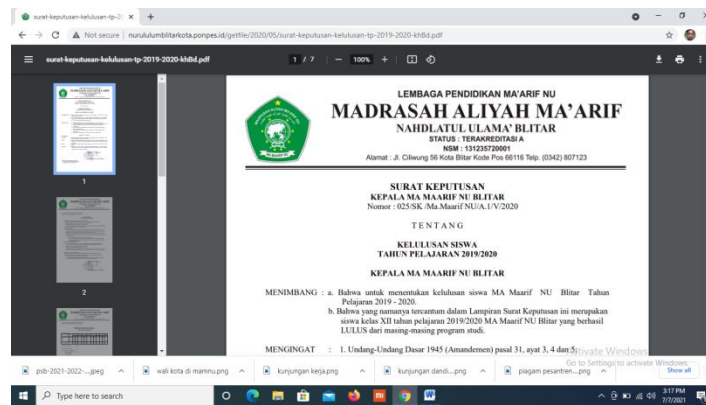 surat-keputusan-kelulusan-tp-20
Not secure | nurululumblitarkota.ponpes.id/getfile/2020/05/surat-keputusan-kelulusan-tp-2019-2020-khBd.pdf
surat-keputusan-kelulusan-tp-2019-2020-khBd.pdf
1 / 7
100%
LEMBAGA PENDIDIKAN MA'ARIF NU
MADRASAH ALIYAH MA'ARIF
NAHDLATUL ULAMA' BLITAR
STATUS : TERAKREDITASI A
NSM : 131235720001
Alamat : Jl. Ciliwung 56 Kota Blitar Kode Pos 66116 Telp. (0342) 807123
SURAT KEPUTUSAN
KEPALA MA MAARIF NU BLITAR
Nomor : 025/SK /Ma.Maarif NU/A.1/V/2020
T E N T A N G
KELULUSAN SISWA
TAHUN PELAJARAN 2019/2020
KEPALA MA MAARIF NU BLITAR
MENIMBANG : a. Bahwa untuk menentukan kelulusan siswa MA Maarif NU Blitar Tahun
Pelajaran 2019 - 2020.
b. Bahwa yang namanya tercantum dalam Lampiran Surat Keputusan ini merupakan
siswa kelas XII tahun pelajaran 2019/2020 MA Maarif NU Blitar yang berhasil
LULUS dari masing-masing program studi.
MENGINGAT : 1. Undang-Undang Dasar 1945 (Amandemen) pasal 31, ayat 3, 4 dan 5;
1
2
Activate Windows
Go to Settings to activate Windows.
psb-2021-2022-....jpeg
wali kota di mamnu.png
kunjungan kerja.png
kunjungan dandi....png
piagam pesantren....png
Show all
Type here to search
3:17 PM
7/7/2021